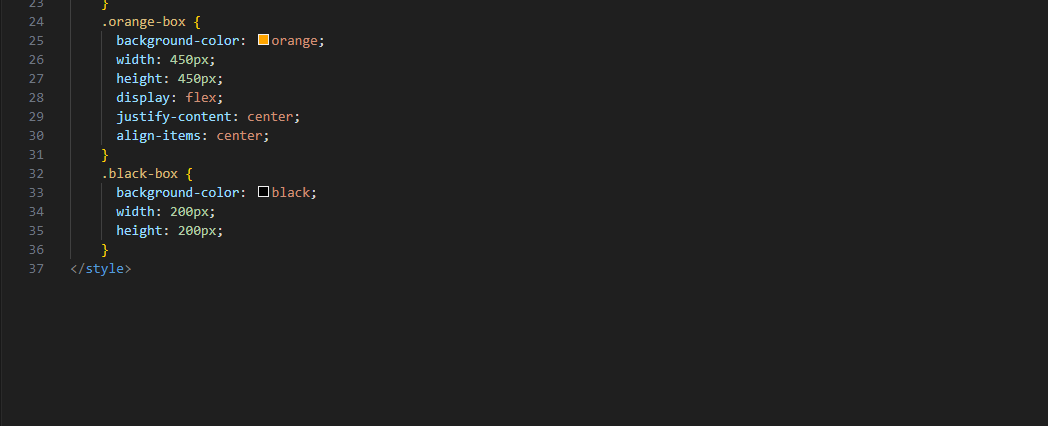 23 }
24 .orange-box {
25 background-color: orange;
26 width: 450px;
27 height: 450px;
28 display: flex;
29 justify-content: center;
30 align-items: center;
31 }
32 .black-box {
33 background-color: black;
34 width: 200px;
35 height: 200px;
36 }
37 </style>